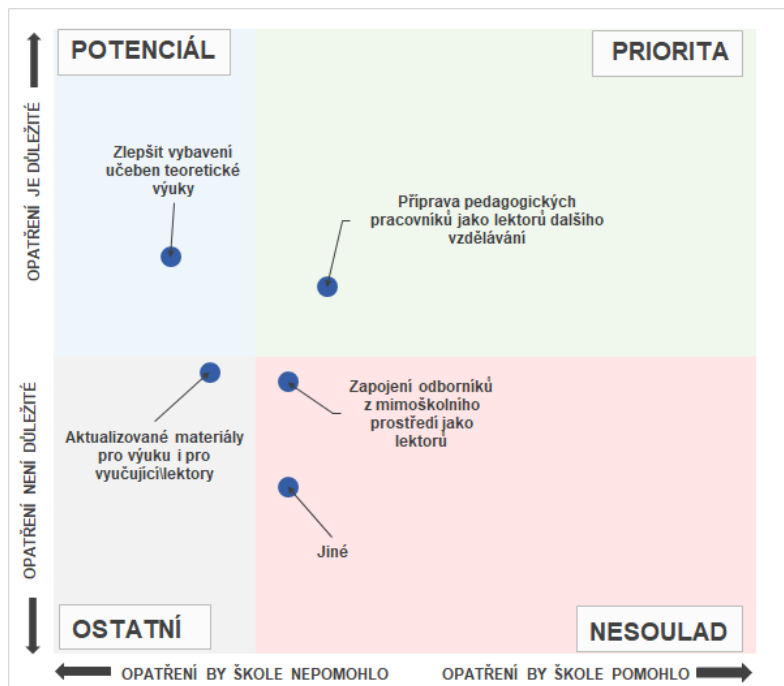 POTENCIÁL
PRIORITA
OPATŘENÍ JE DŮLEŽITÉ
Zlepšit vybavení
učeben teoretické
výuky
Příprava pedagogických
pracovníků jako lektorů dalšího
vzdělávání
OPATŘENÍ NENÍ DŮLEŽITÉ
Aktualizované materiály
pro výuku i pro
vyučující\lektory
Zapojení odborníků
z mimoškolního
prostředí jako
lektorů
Jiné
OSTATNÍ
NESOULAD
OPATŘENÍ BY ŠKOLE NEPOMOHLO
OPATŘENÍ BY ŠKOLE POMOHLO